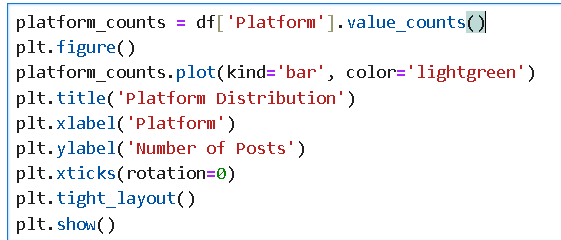 platform_counts = df['Platform'].value_counts()
plt.figure()
platform_counts.plot(kind='bar', color='lightgreen')
plt.title('Platform Distribution')
plt.xlabel('Platform')
plt.ylabel('Number of Posts')
plt.xticks(rotation=0)
plt.tight_layout()
plt.show()